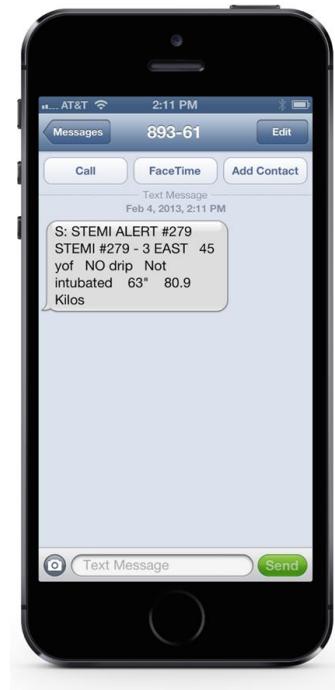 AT&T
2:11 PM
Messages
893-61
Edit
Call
FaceTime
Add Contact
Text Message
Feb 4, 2013, 2:11 PM
S: STEMI ALERT #279
STEMI #279 - 3 EAST 45
yof NO drip Not
intubated 63" 80.9
Kilos
Text Message
Send